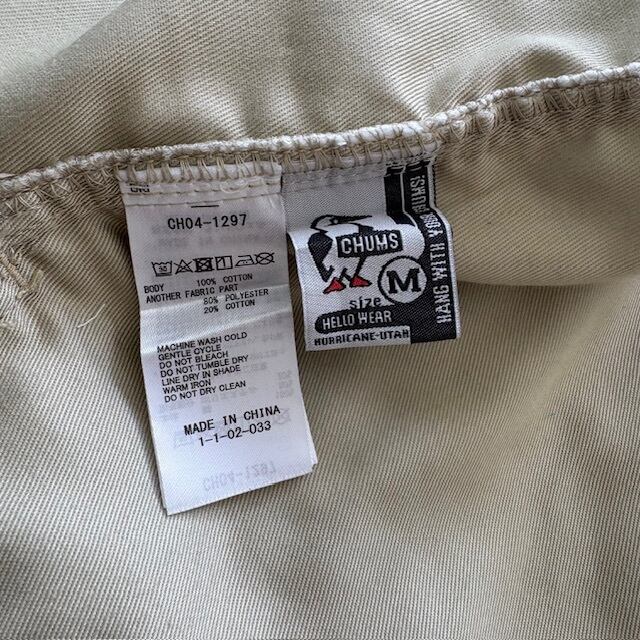 CH04-1297
BODY 100% COTTON
ANOTHER FABRIC PART
80% POLYESTER
20% COTTON
MACHINE WASH COLD
GENTLE CYCLE
DO NOT BLEACH
DO NOT TUMBLE DRY
LINE DRY IN SHADE
WARM IRON
DO NOT DRY CLEAN
MADE IN CHINA
1-1-02-033
CH04-1297
CHUMS
size M
HELLO WEAR
HURRICANE-UTAH
HANG WITH